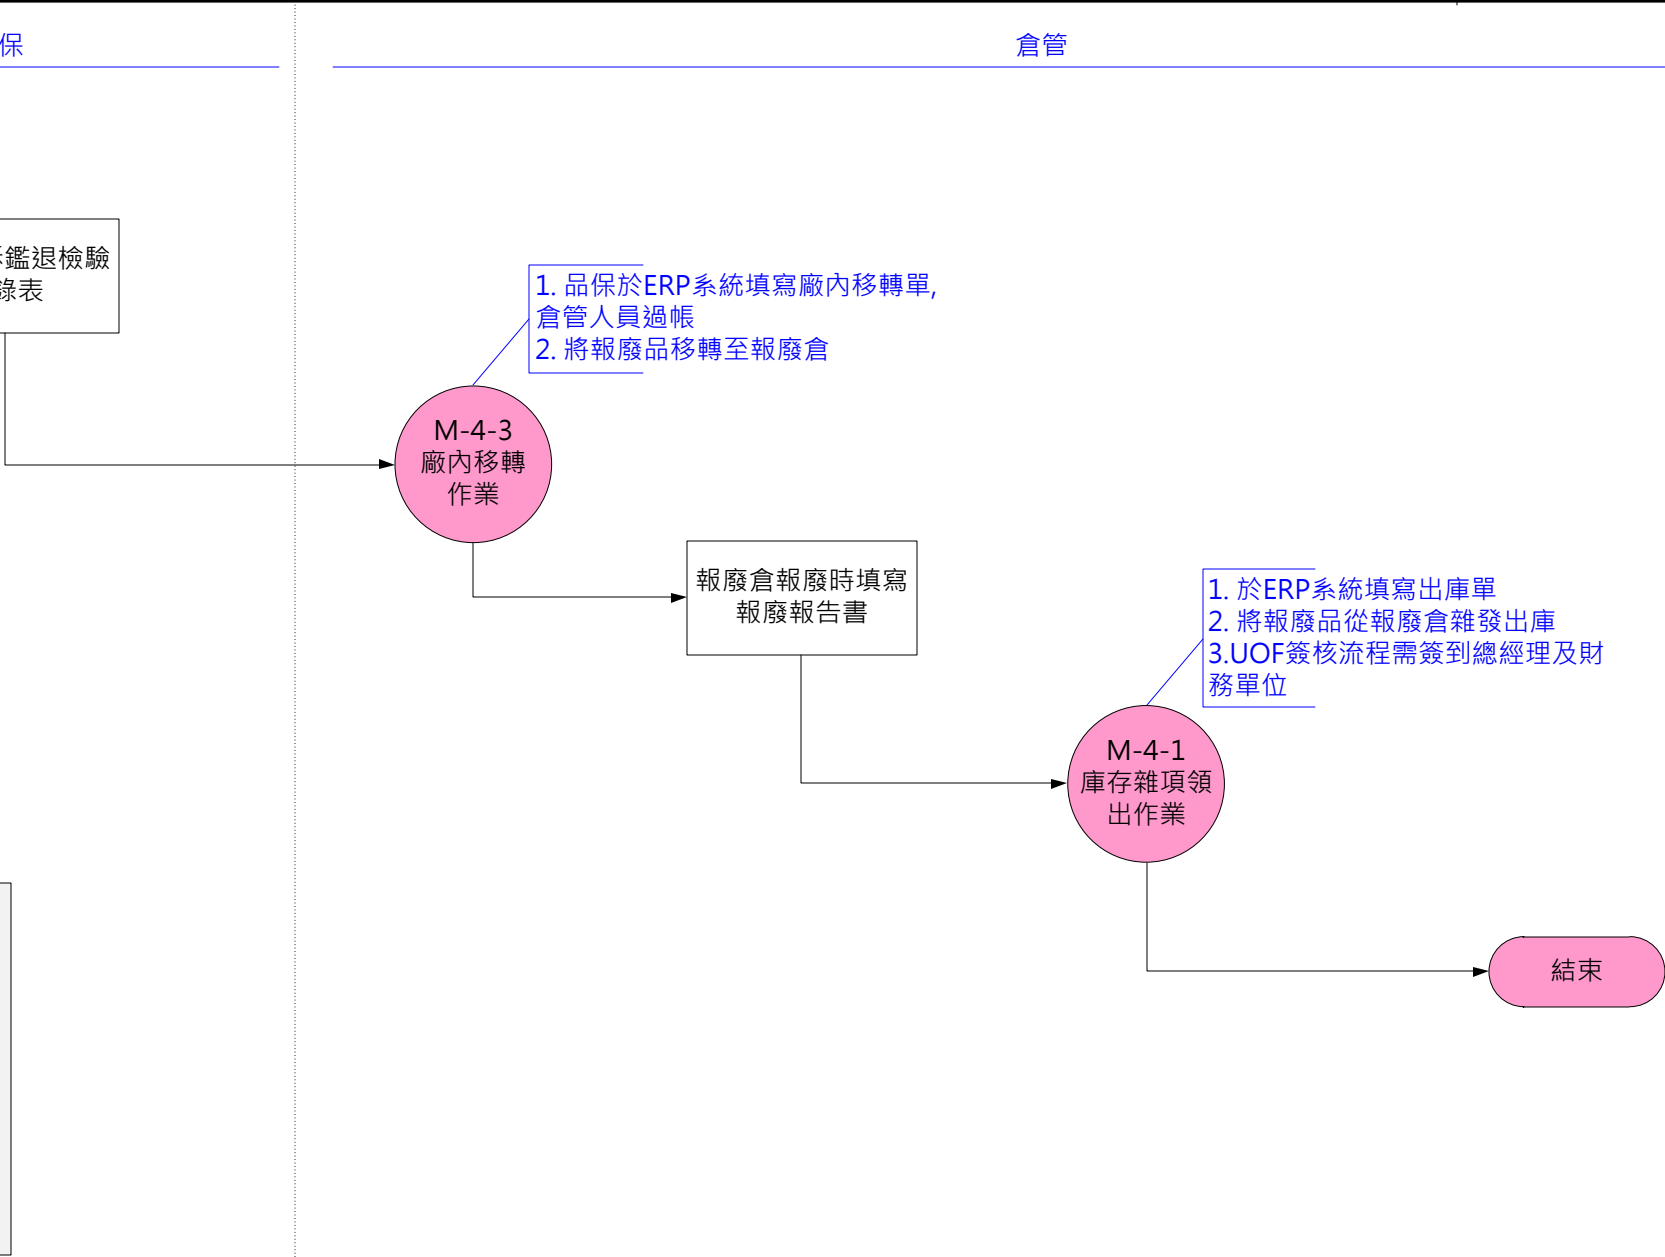 保
倉管
鑑退檢驗
錄表
1. 品保於ERP系統填寫廠內移轉單,
倉管人員過帳
2. 將報廢品移轉至報廢倉
M-4-3
廠內移轉
作業
報廢倉報廢時填寫
報廢報告書
1. 於ERP系統填寫出庫單
2. 將報廢品從報廢倉雜發出庫
3.UOF簽核流程需簽到總經理及財
務單位
M-4-1
庫存雜項領
出作業
結束